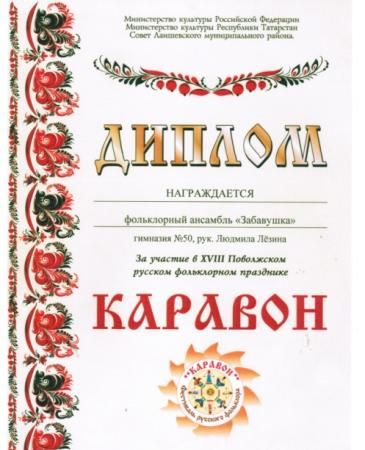 Министерство культуры Российской Федерации
Министерство культуры Республики Татарстан
Совет Лаишевского муниципального района.
ДИПЛОМ
НАГРАЖДАЕТСЯ
фольклорный ансамбль «Забавушка»
гимназия №50, рук. Людмила Лёзина
За участие в XVIII Поволжском
русском фольклорном празднике
КАРАВОН
"КАРАВОН"
Фестиваль русского фольклора